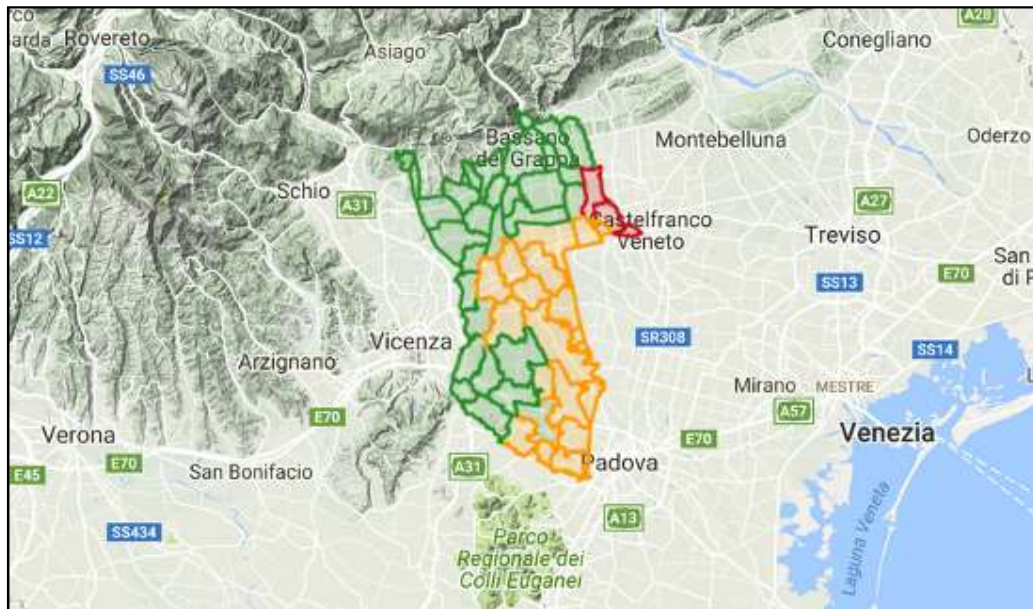 A28
rco
Rovereto
Conegliano
arda
Asiago
SS46
Bassano
del Grappa
Montebelluna
Oderzo
A22
Schio
A31
A27
SS12
Castelfranco
Veneto
Treviso
E70
San
di P
SS13
Vicenza
SR308
SS14
Arzignano
Mirano
MESTRE
A57
E70
Verona
Venezia
E70
E45
E70
San Bonifacio
A31
Padova
SS434
A13
Parco
Regionale dei
Colli Euganei
Laguna Veneta